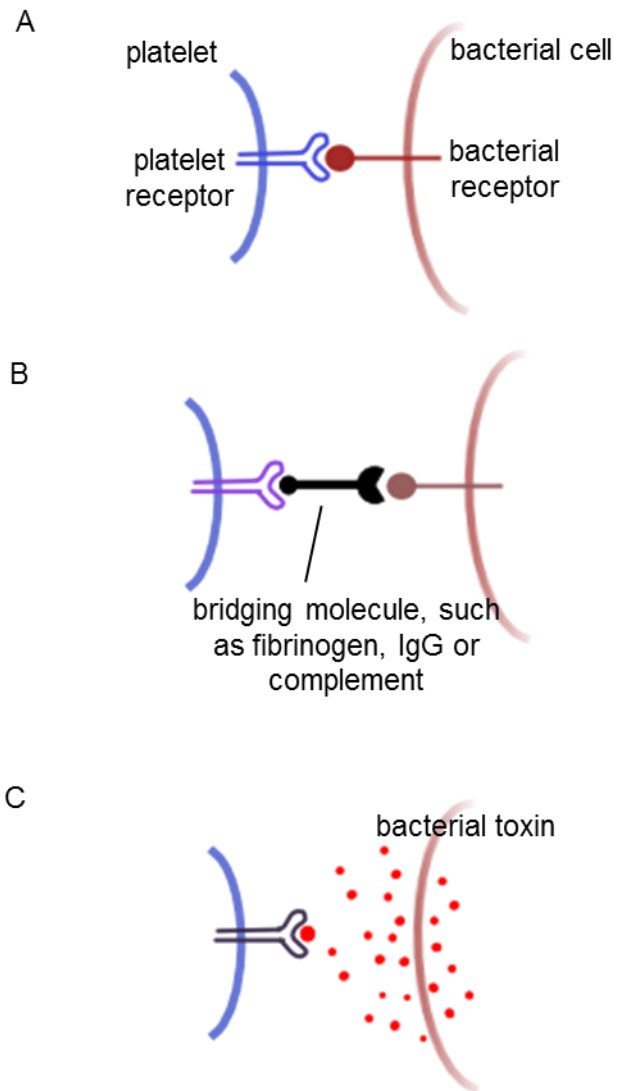 A
platelet
bacterial cell
platelet
receptor
bacterial
receptor
B
bridging molecule, such
as fibrinogen, IgG or
complement
C
bacterial toxin